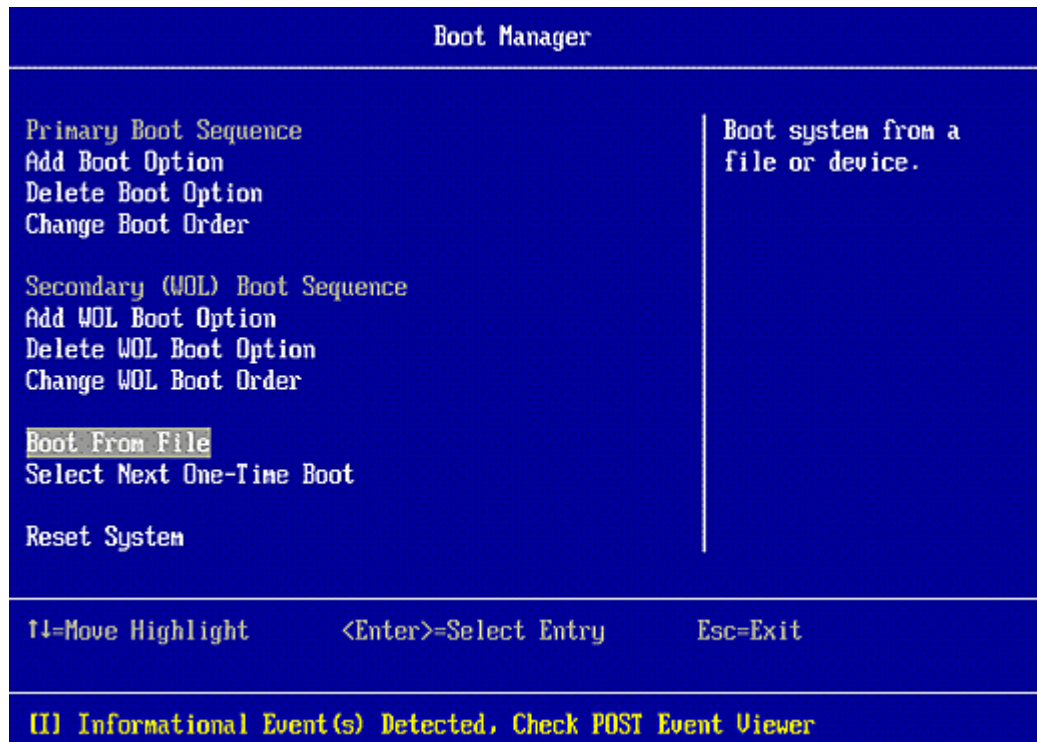 Boot Manager
Primary Boot Sequence
Add Boot Option
Delete Boot Option
Change Boot Order
Secondary (WOL) Boot Sequence
Add WOL Boot Option
Delete WOL Boot Option
Change WOL Boot Order
Boot From File
Select Next One-Time Boot
Reset System
Boot system from a
file or device.
↑↓=Move Highlight <Enter>=Select Entry Esc=Exit
[I] Informational Event(s) Detected, Check POST Event Viewer